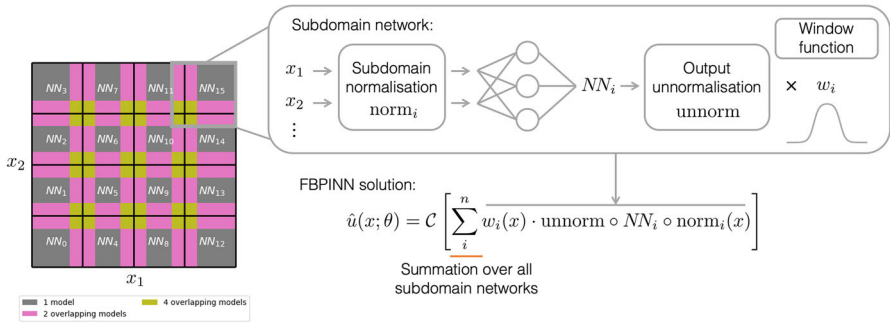 Subdomain network:
Window
function
x₁
x₂
⋮
Subdomain
normalisation
normᵢ
NNᵢ
Output
unnormalisation
unnorm
× wᵢ
NN₃ NN₇ NN₁₁ NN₁₅
NN₂ NN₆ NN₁₀ NN₁₄
NN₁ NN₅ NN₉ NN₁₃
NN₀ NN₄ NN₈ NN₁₂
x₂
x₁
1 model
2 overlapping models
4 overlapping models
FBPINN solution:
û(x; θ) = 𝒞 [ ∑ᵢⁿ wᵢ(x) · unnorm ∘ NNᵢ ∘ normᵢ(x) ]
Summation over all
subdomain networks